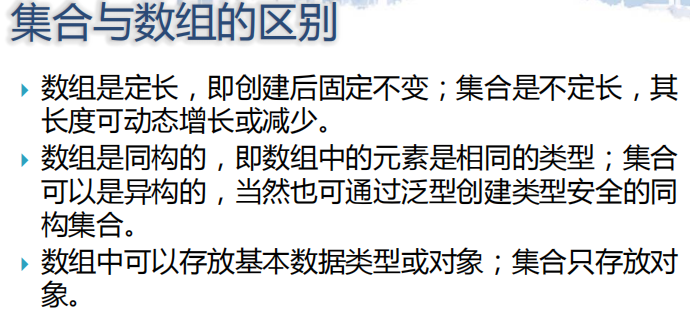 集合与数组的区别
数组是定长，即创建后固定不变；集合是不定长，其
长度可动态增长或减少。
数组是同构的，即数组中的元素是相同的类型；集合
可以是异构的，当然也可通过泛型创建类型安全的同
构集合。
数组中可以存放基本数据类型或对象；集合只存放对
象。